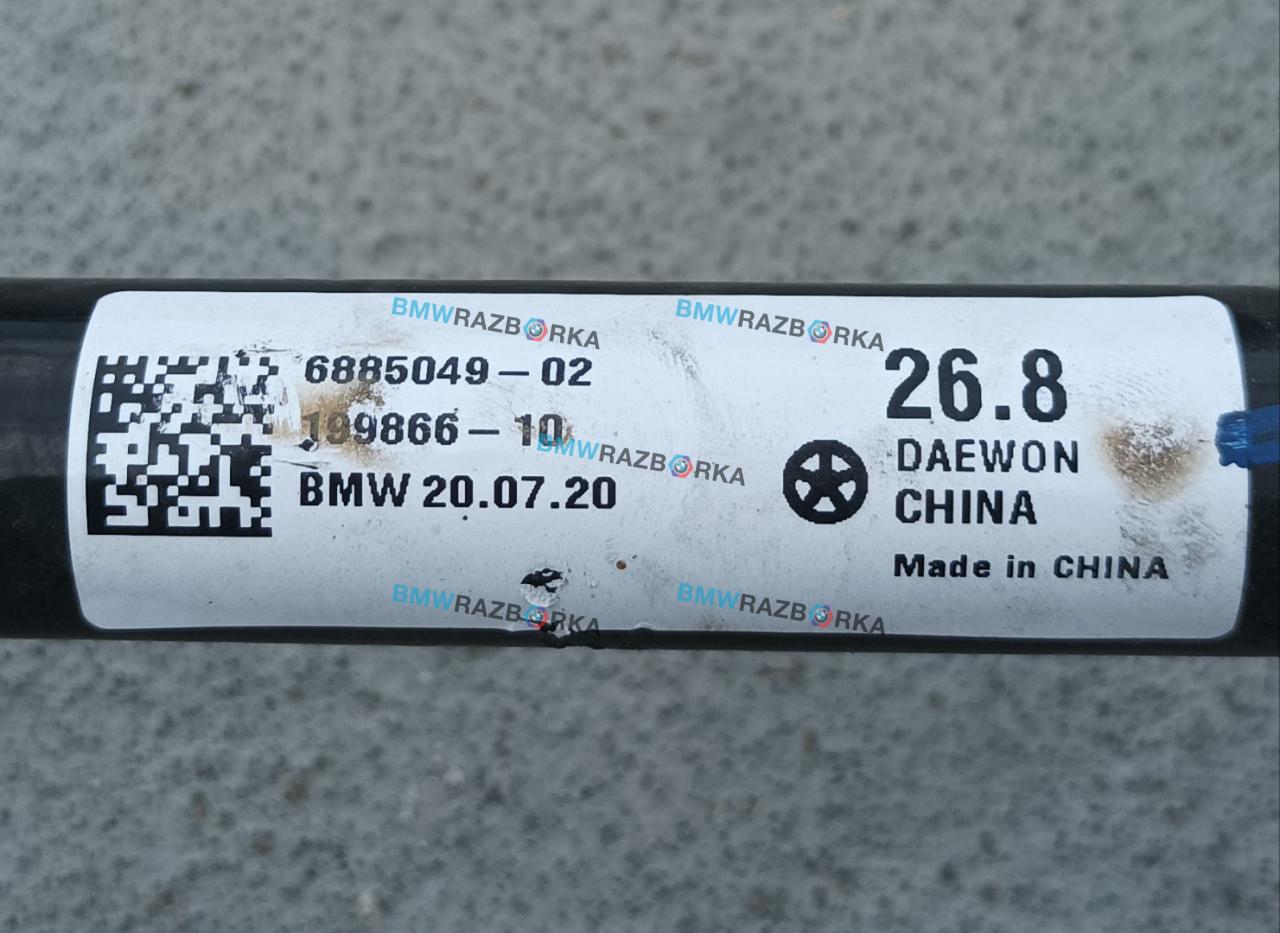 BMWRAZBORKA
BMWRAZBORKA
6885049-02
199866-10
BMWRAZBORKA
BMW 20.07.20
26.8
DAEWON
CHINA
Made in CHINA
BMWRAZBORKA
BMWRAZBORKA